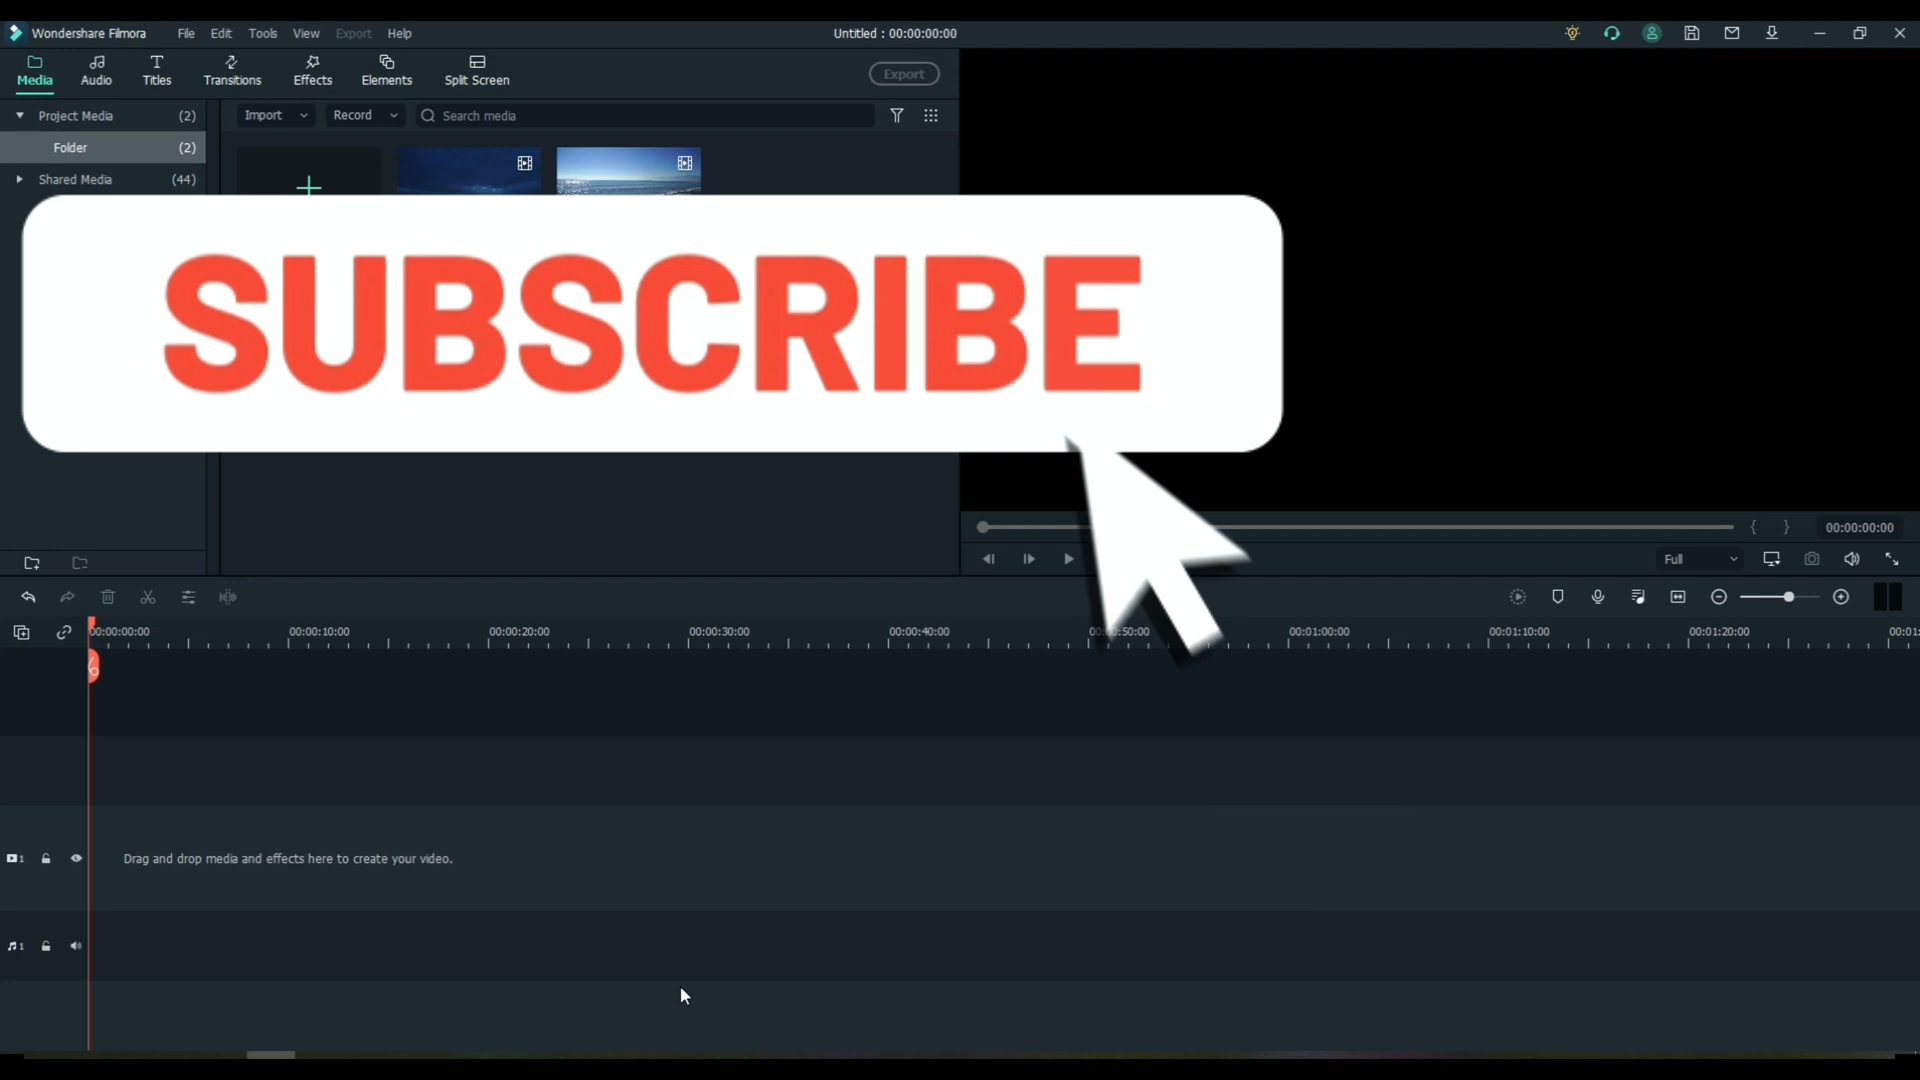 Wondershare Filmora File Edit Tools View Export Help Untitled : 00:00:00:00
Media Audio Titles Transitions Effects Elements Split Screen Export
Project Media (2) Import Record Search media
Folder (2)
Shared Media (44)
SUBSCRIBE
00:00:00:00
Full
00:00:00:00 00:00:10:00 00:00:20:00 00:00:30:00 00:00:40:00 00:01:00:00 00:01:10:00 00:01:20:00
1 Drag and drop media and effects here to create your video.
1